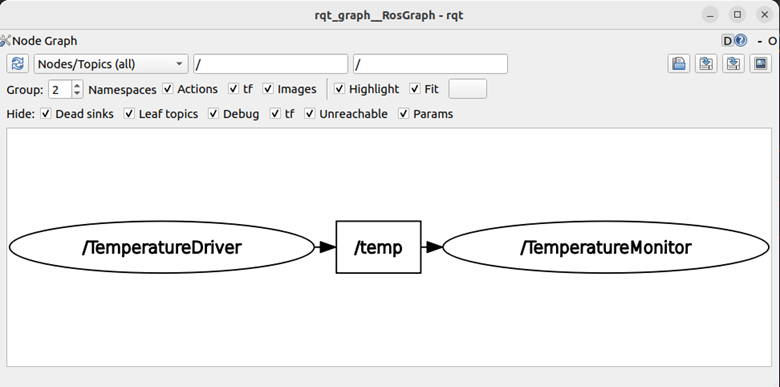 rqt_graph__RosGraph - rqt
Node Graph D ? - O
Nodes/Topics (all) / /
Group: 2 Namespaces Actions tf Images Highlight Fit
Hide: Dead sinks Leaf topics Debug tf Unreachable Params
/TemperatureDriver /temp /TemperatureMonitor